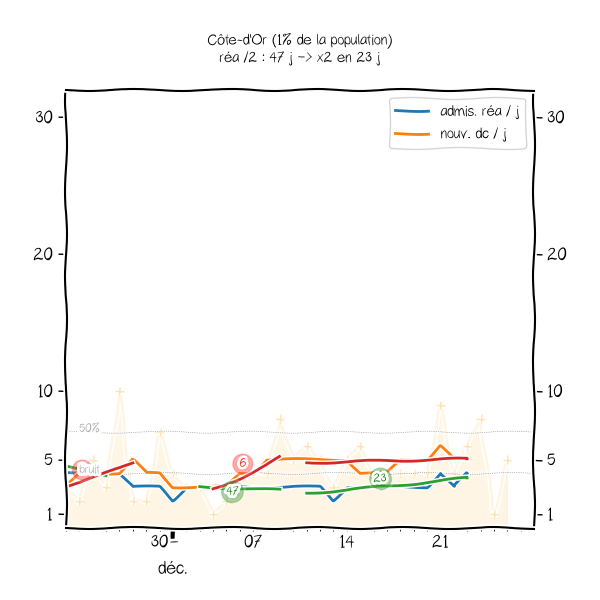 Côte-d'Or (1% de la population)
réa /2 : 47 j -> x2 en 23 j
admis. réa / j
nouv. dc / j
30 30
20 20
10 10
50%
5 5
bruit
6
47
23
1 1
30 07 14 21
déc.